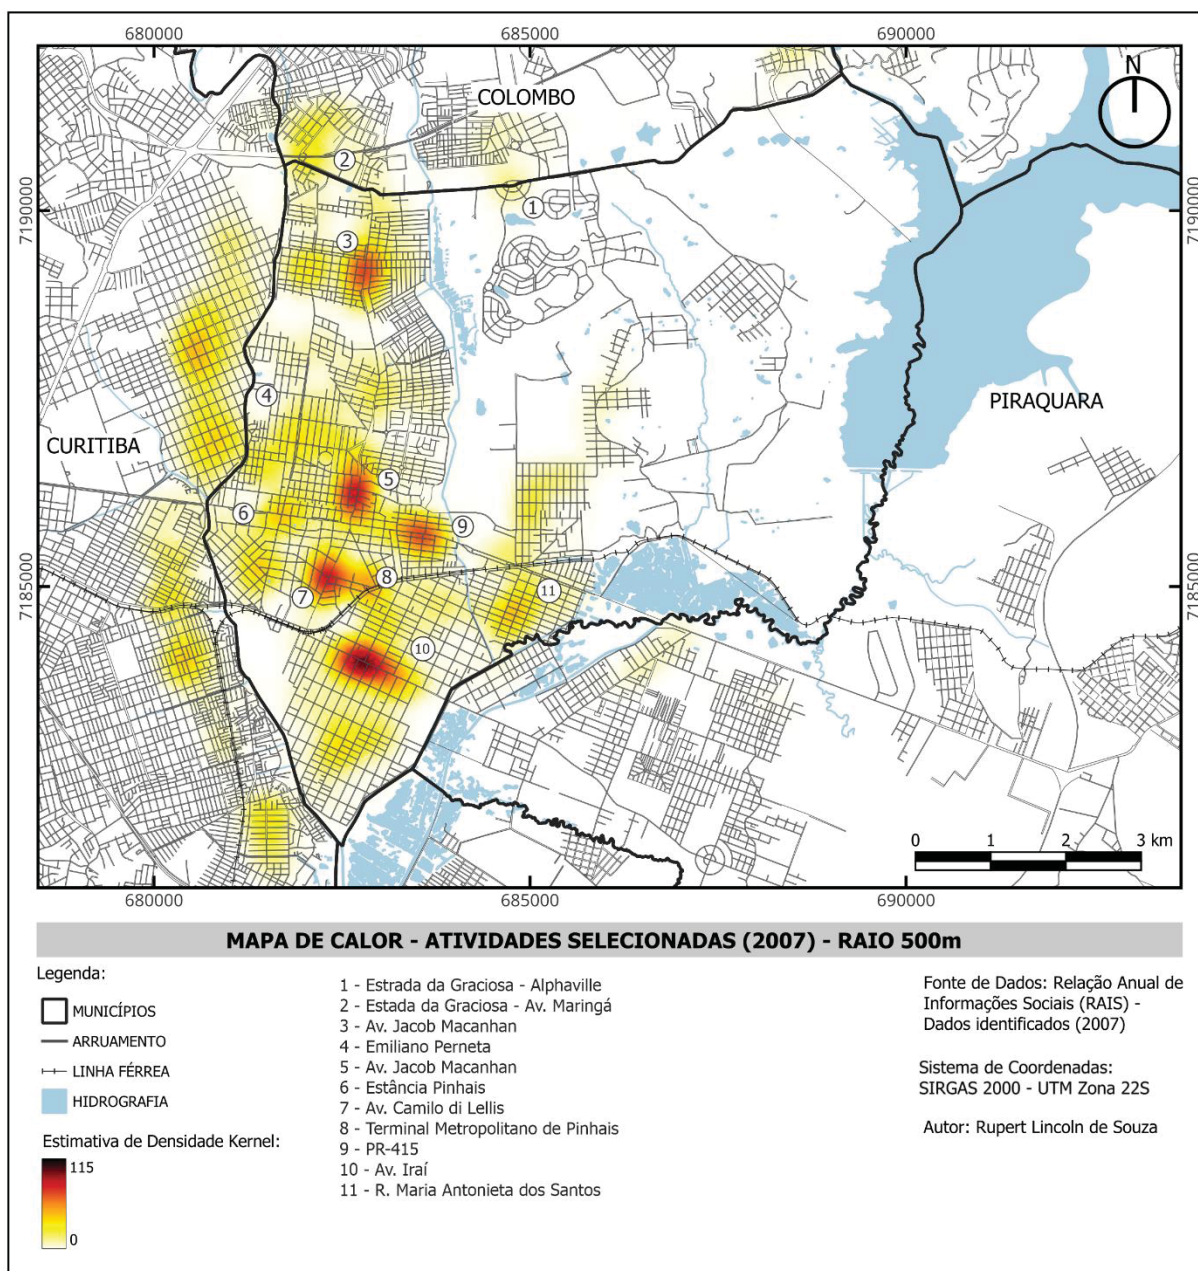 680000
685000
690000
N
COLOMBO
2
1
7190000
7190000
3
PIRAQUARA
4
CURITIBA
5
6
9
8
7
11
7185000
7185000
10
0 1 2 3 km
680000
685000
690000
MAPA DE CALOR - ATIVIDADES SELECIONADAS (2007) - RAIO 500m
Legenda:
MUNICÍPIOS
ARRUAMENTO
LINHA FÉRREA
HIDROGRAFIA
Estimativa de Densidade Kernel:
115
0
1 - Estrada da Graciosa - Alphaville
2 - Estada da Graciosa - Av. Maringá
3 - Av. Jacob Macanhan
4 - Emiliano Perneta
5 - Av. Jacob Macanhan
6 - Estância Pinhais
7 - Av. Camilo di Lellis
8 - Terminal Metropolitano de Pinhais
9 - PR-415
10 - Av. Iraí
11 - R. Maria Antonieta dos Santos
Fonte de Dados: Relação Anual de
Informações Sociais (RAIS) -
Dados identificados (2007)
Sistema de Coordenadas:
SIRGAS 2000 - UTM Zona 22S
Autor: Rupert Lincoln de Souza